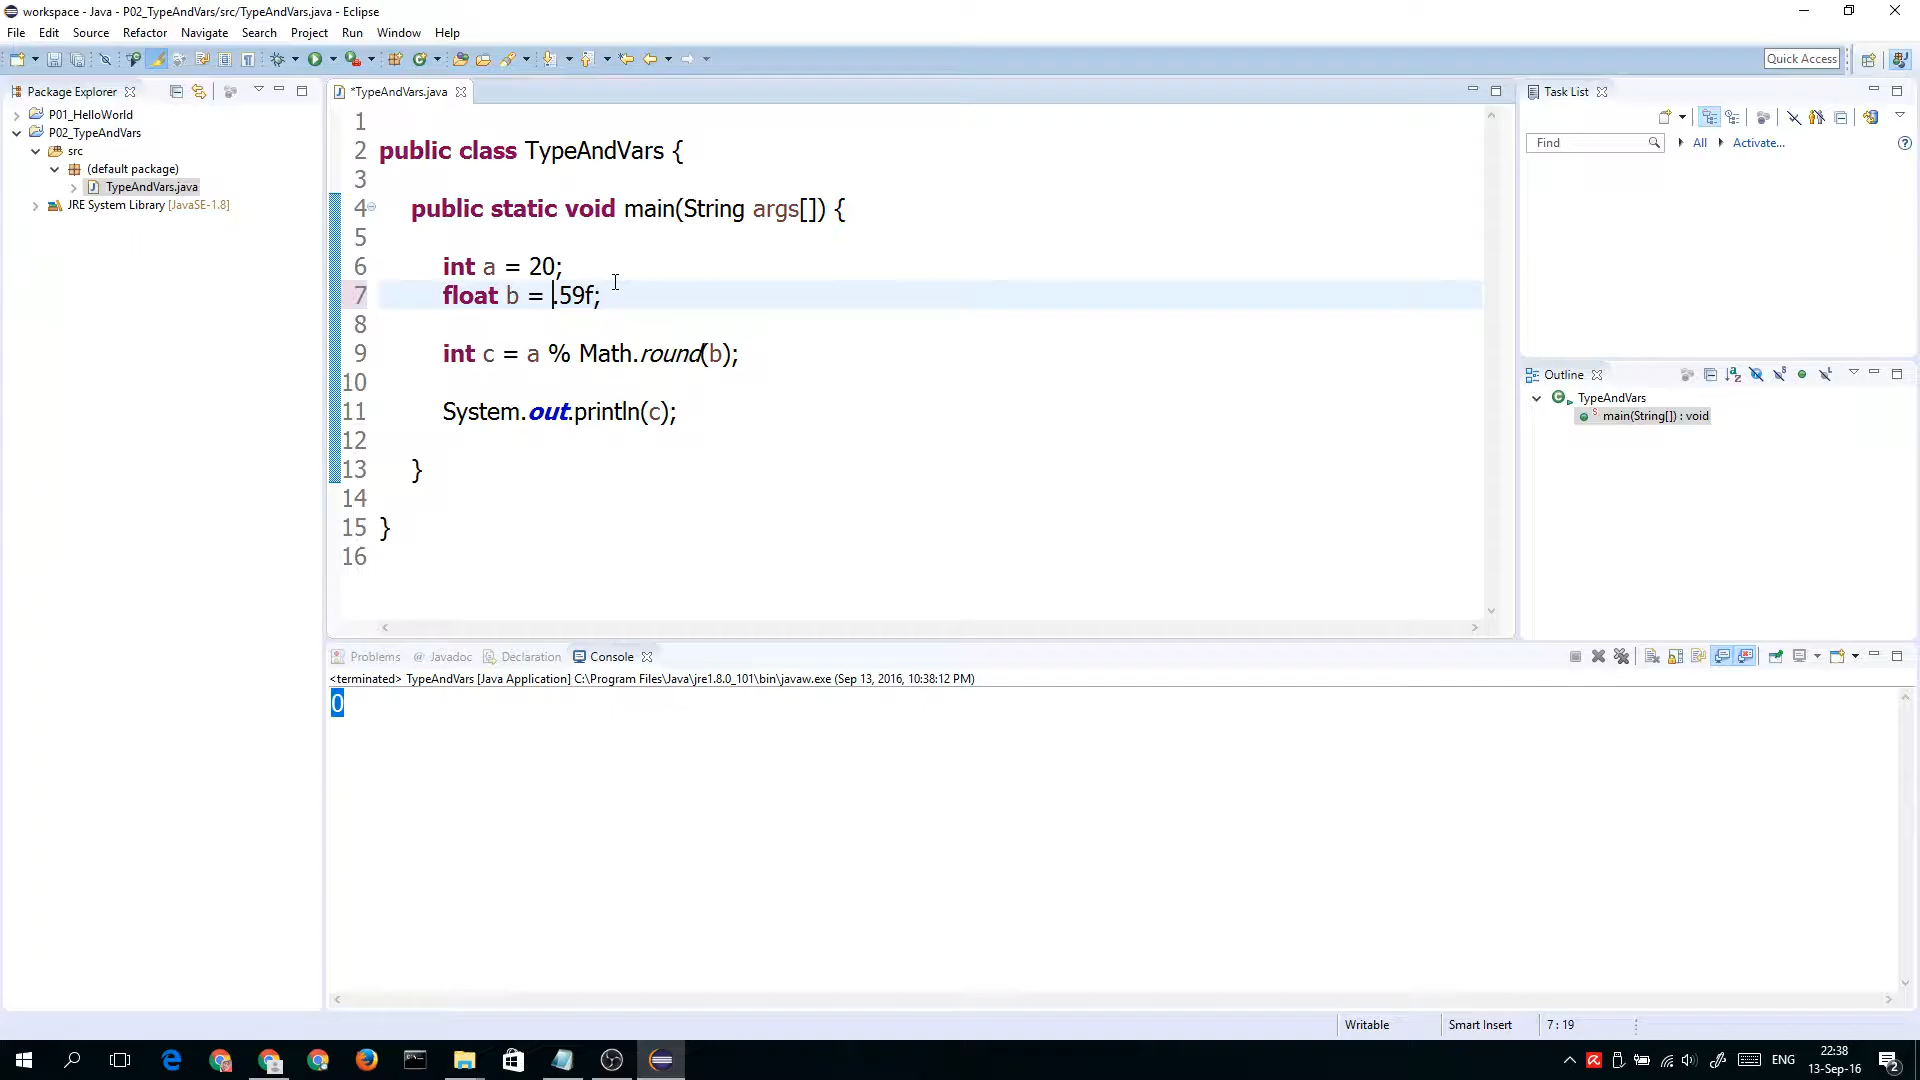 workspace - Java - P02_TypeAndVars/src/TypeAndVars.java - Eclipse
File Edit Source Refactor Navigate Search Project Run Window Help
Quick Access
Package Explorer
P01_HelloWorld
P02_TypeAndVars
src
(default package)
TypeAndVars.java
JRE System Library [JavaSE-1.8]
*TypeAndVars.java
1
2 public class TypeAndVars {
3
4 public static void main(String args[]) {
5
6 int a = 20;
7 float b = .59f;
8
9 int c = a % Math.round(b);
10
11 System.out.println(c);
12
13 }
14
15 }
16
Task List
Find All Activate...
Outline
TypeAndVars
main(String[]) : void
Problems @ Javadoc Declaration Console
<terminated> TypeAndVars [Java Application] C:\Program Files\Java\jre1.8.0_101\bin\javaw.exe (Sep 13, 2016, 10:38:12 PM)
0
Writable Smart Insert 7 : 19
ENG
22:38
13-Sep-16
2